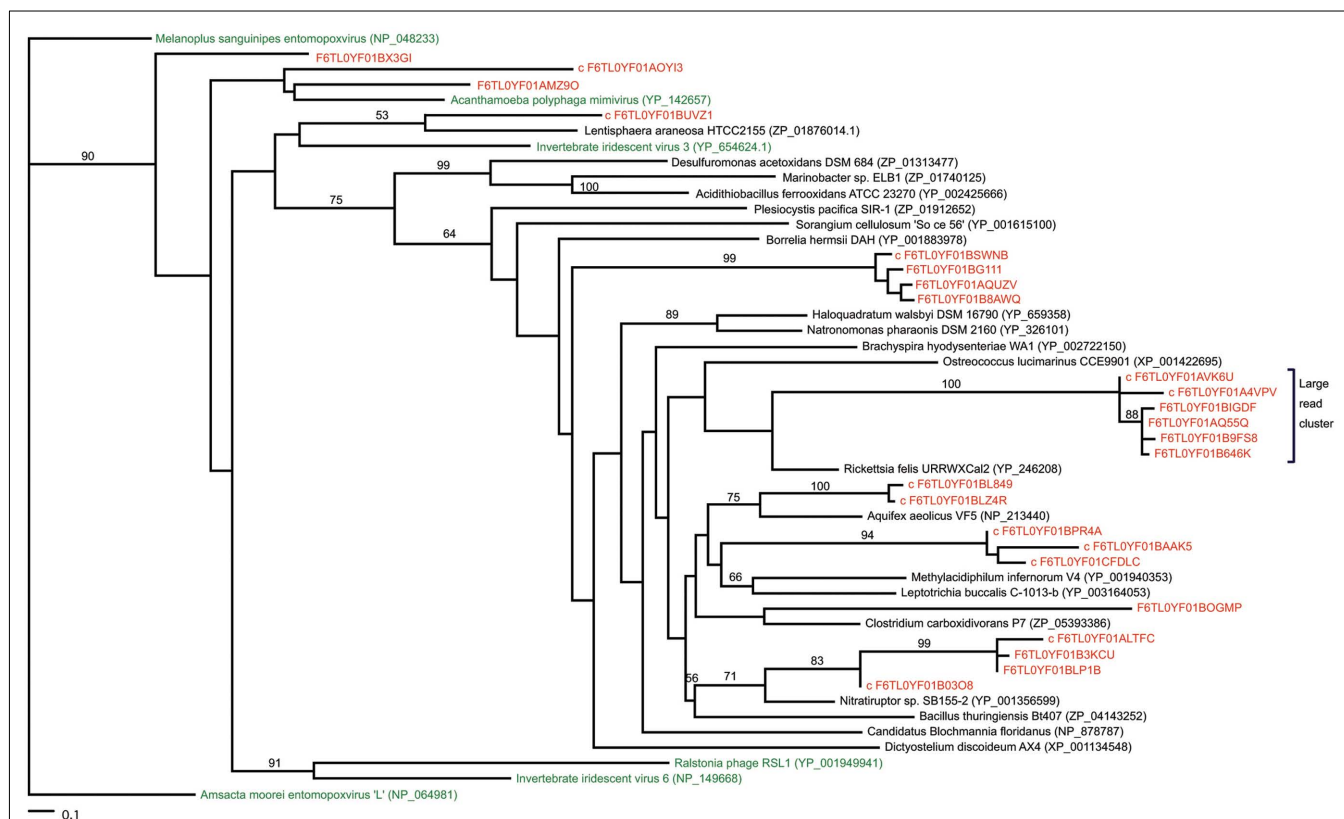 Melanoplus sanguinipes entomopoxvirus (NP_048233)
F6TL0YF01BX3GI
c F6TL0YF01AOYI3
F6TL0YF01AMZ9O
Acanthamoeba polyphaga mimivirus (YP_142657)
53
c F6TL0YF01BUVZ1
Lentisphaera araneosa HTCC2155 (ZP_01876014.1)
Invertebrate iridescent virus 3 (YP_654624.1)
90
99
Desulfuromonas acetoxidans DSM 684 (ZP_01313477)
Marinobacter sp. ELB1 (ZP_01740125)
100
Acidithiobacillus ferrooxidans ATCC 23270 (YP_002425666)
75
Plesiocystis pacifica SIR-1 (ZP_01912652)
Sorangium cellulosum 'So ce 56' (YP_001615100)
64
Borrelia hermsii DAH (YP_001883978)
99
c F6TL0YF01BSWNB
F6TL0YF01BG111
F6TL0YF01AQUZV
F6TL0YF01B8AWQ
89
Haloquadratum walsbyi DSM 16790 (YP_659358)
Natronomonas pharaonis DSM 2160 (YP_326101)
Brachyspira hyodysenteriae WA1 (YP_002722150)
Ostreococcus lucimarinus CCE9901 (XP_001422695)
100
c F6TL0YF01AVK6U
c F6TL0YF01A4VPV
88
F6TL0YF01BIGDF
F6TL0YF01AQ55Q
F6TL0YF01B9FS8
F6TL0YF01B646K
Large
read
cluster
Rickettsia felis URRWXCal2 (YP_246208)
100
c F6TL0YF01BL849
75
c F6TL0YF01BLZ4R
Aquifex aeolicus VF5 (NP_213440)
c F6TL0YF01BPR4A
94
c F6TL0YF01BAAK5
c F6TL0YF01CFDLC
66
Methylacidiphilum infernorum V4 (YP_001940353)
Leptotrichia buccalis C-1013-b (YP_003164053)
F6TL0YF01BOGMP
Clostridium carboxidivorans P7 (ZP_05393386)
99
c F6TL0YF01ALTFC
F6TL0YF01B3KCU
83
F6TL0YF01BLP1B
56
71
c F6TL0YF01B03O8
Nitratiruptor sp. SB155-2 (YP_001356599)
Bacillus thuringiensis Bt407 (ZP_04143252)
Candidatus Blochmannia floridanus (NP_878787)
Dictyostelium discoideum AX4 (XP_001134548)
91
Ralstonia phage RSL1 (YP_001949941)
Invertebrate iridescent virus 6 (NP_149668)
Amsacta moorei entomopoxvirus 'L' (NP_064981)
0.1